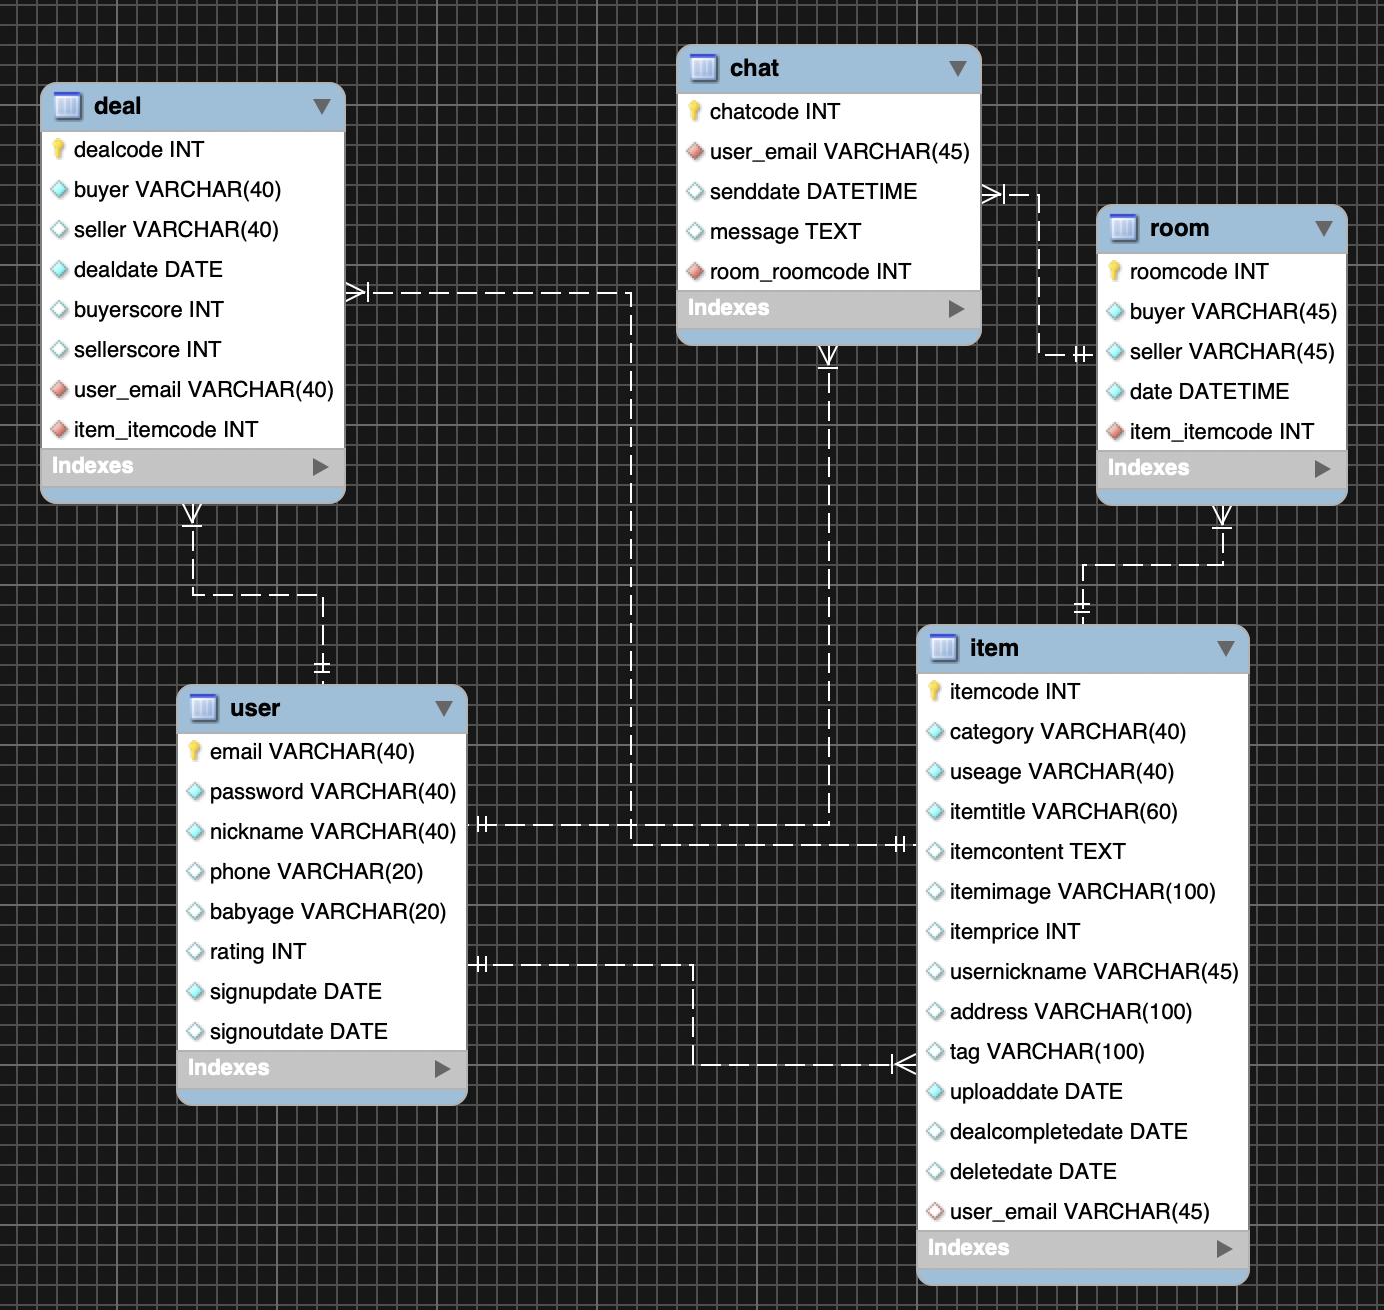 deal
dealcode INT
buyer VARCHAR(40)
seller VARCHAR(40)
dealdate DATE
buyerscore INT
sellerscore INT
user_email VARCHAR(40)
item_itemcode INT
Indexes
chat
chatcode INT
user_email VARCHAR(45)
senddate DATETIME
message TEXT
room_roomcode INT
Indexes
room
roomcode INT
buyer VARCHAR(45)
seller VARCHAR(45)
date DATETIME
item_itemcode INT
Indexes
user
email VARCHAR(40)
password VARCHAR(40)
nickname VARCHAR(40)
phone VARCHAR(20)
babyage VARCHAR(20)
rating INT
signupdate DATE
signoutdate DATE
Indexes
item
itemcode INT
category VARCHAR(40)
useage VARCHAR(40)
itemtitle VARCHAR(60)
itemcontent TEXT
itemimage VARCHAR(100)
itemprice INT
usernickname VARCHAR(45)
address VARCHAR(100)
tag VARCHAR(100)
uploaddate DATE
dealcompletedate DATE
deletedate DATE
user_email VARCHAR(45)
Indexes